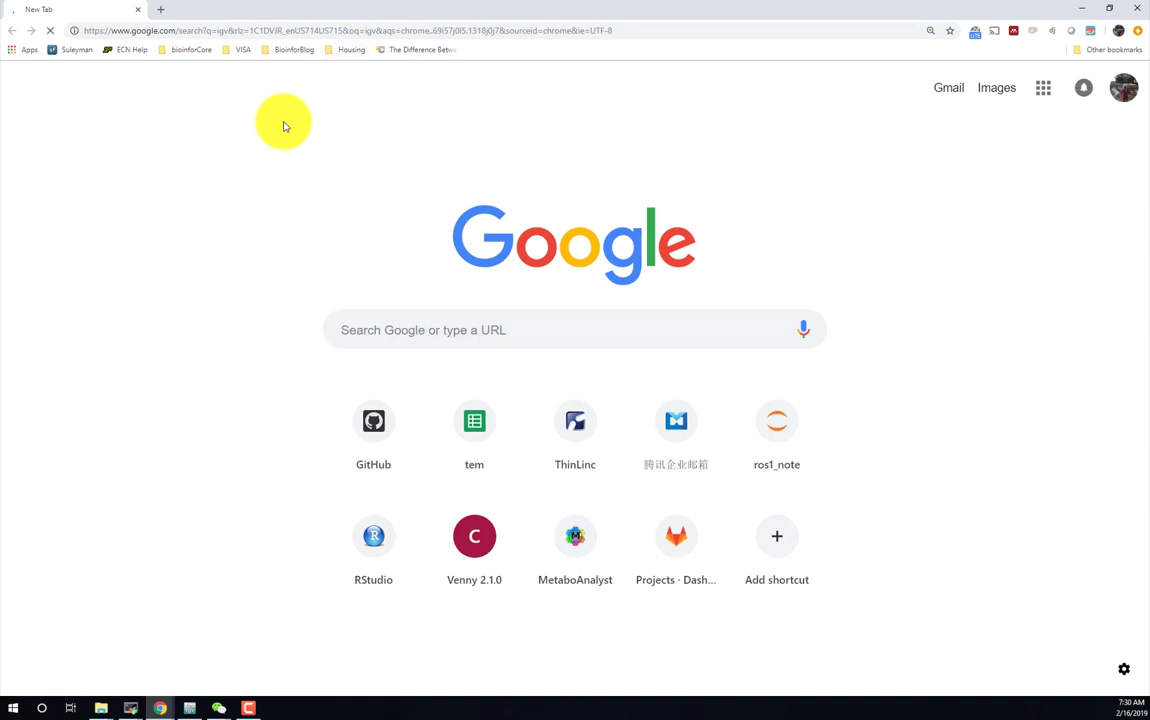 New Tab
https://www.google.com/search?q=igv&rlz=1C1DVJR_enUS714US715&oq=igv&aqs=chrome..69i57j0l5.1318j0j7&sourceid=chrome&ie=UTF-8
Apps Suleyman ECN Help bioinforCore VISA BioinforBlog Housing The Difference Betw Other bookmarks
Gmail Images
Google
Search Google or type a URL
GitHub tem ThinLinc 腾讯企业邮箱 ros1_note
C
RStudio Venny 2.1.0 MetaboAnalyst Projects · Dash... Add shortcut
7:30 AM
2/16/2019